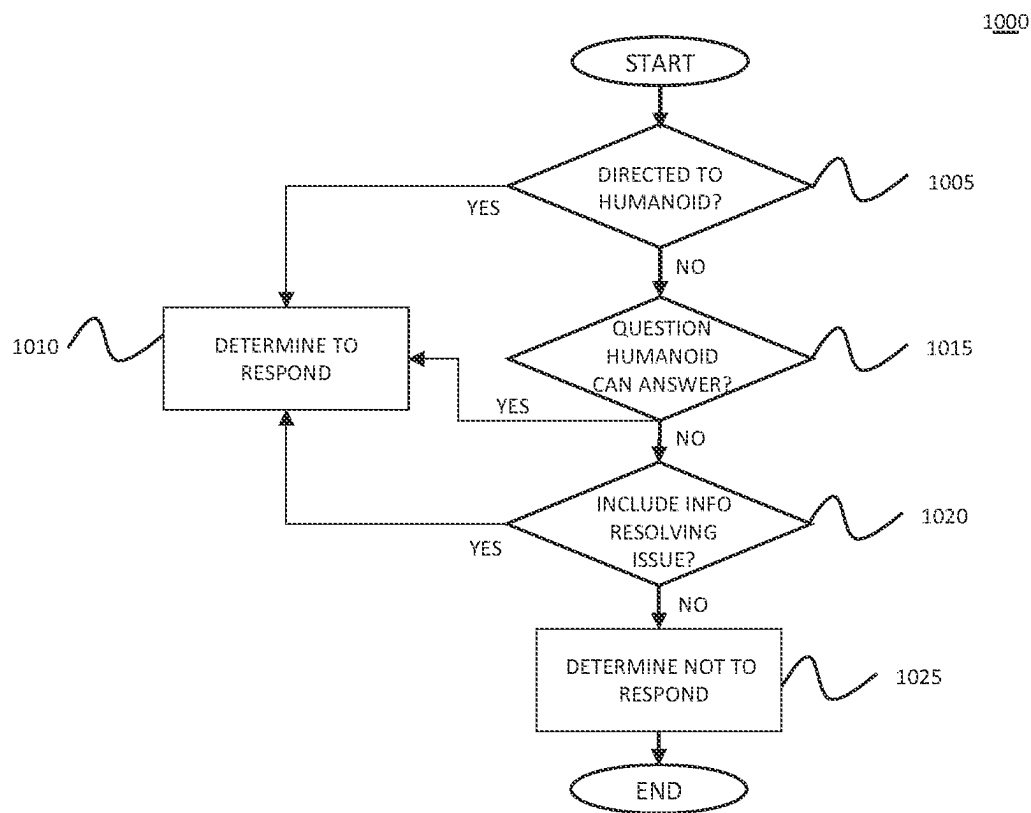 1000
START
DIRECTED TO
HUMANOID?
1005
YES
NO
1010
DETERMINE TO
RESPOND
QUESTION
HUMANOID
CAN ANSWER?
1015
YES
NO
INCLUDE INFO
RESOLVING
ISSUE?
1020
YES
NO
DETERMINE NOT TO
RESPOND
1025
END